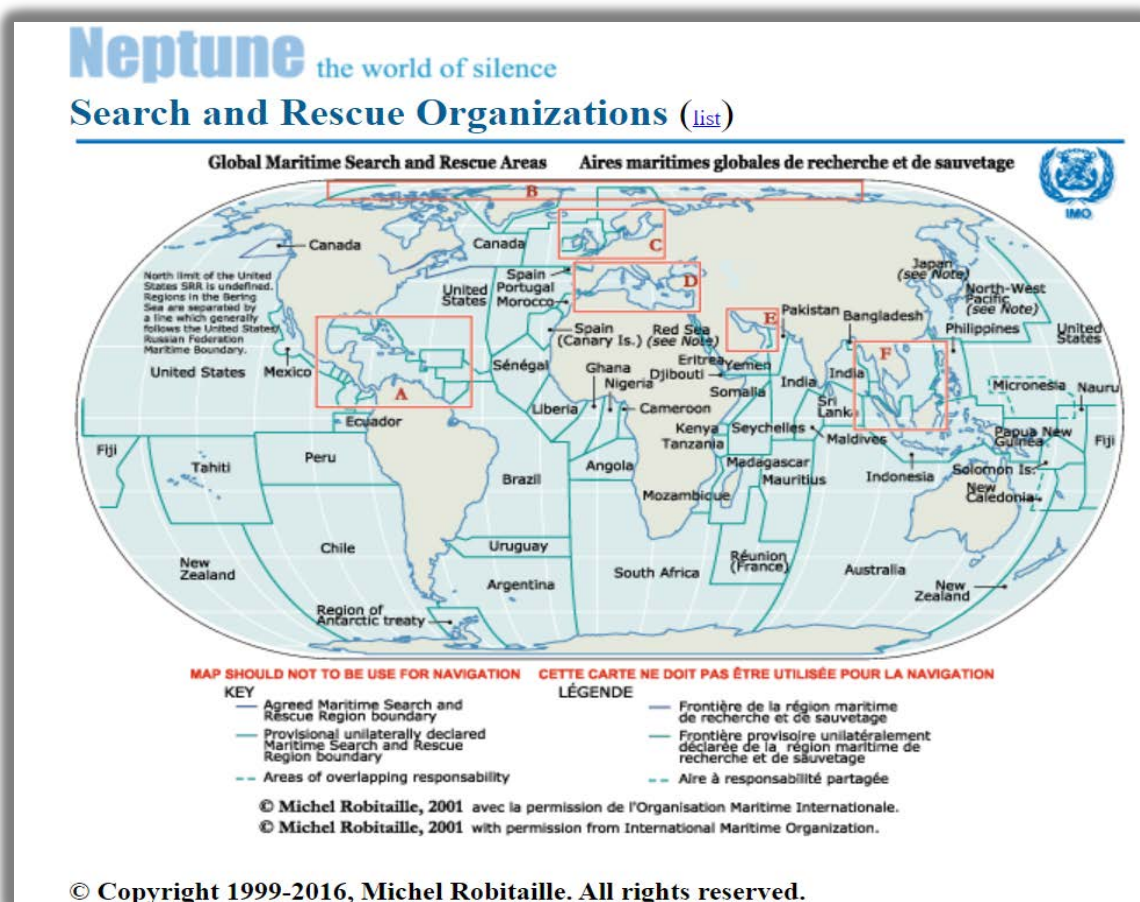 Neptune the world of silence
Search and Rescue Organizations (list)
Global Maritime Search and Rescue Areas Aires maritimes globales de recherche et de sauvetage
IMO
B
C
Canada
Canada
North limit of the United
States SRR is undefined.
Regions in the Bering
Sea are separated by
a line which generally
follows the United States/
Russian Federation
Maritime Boundary.
Spain
Portugal
Morocco
United
States
D
Japan
(see Note)
North-West
Pacific
(see Note)
E
Pakistan
Bangladesh
Philippines
United
States
Spain
(Canary Is.)
Red Sea
(see Note)
F
United States
Mexico
Sénégal
Ghana
Nigeria
Eritrea
Djibouti
Yemen
Somalia
India
India
Micronesia
Nauru
A
Liberia
Cameroon
Sri
Lanka
Ecuador
Kenya
Tanzania
Seychelles
Maldives
Papua New
Guinea
Fiji
Fiji
Tahiti
Peru
Brazil
Angola
Madagascar
Mauritius
Indonesia
Solomon Is.
New
Caledonia
Mozambique
Chile
Uruguay
Réunion
(France)
New
Zealand
Argentina
South Africa
Australia
New
Zealand
Region of
Antarctic treaty
MAP SHOULD NOT TO BE USE FOR NAVIGATION CETTE CARTE NE DOIT PAS ÊTRE UTILISÉE POUR LA NAVIGATION
KEY
Agreed Maritime Search and
Rescue Region boundary
Provisional unilaterally declared
Maritime Search and Rescue
Region boundary
Areas of overlapping responsability
LÉGENDE
Frontière de la région maritime
de recherche et de sauvetage
Frontière provisoire unilatéralement
déclarée de la région maritime de
recherche et de sauvetage
Aire à responsabilité partagée
© Michel Robitaille, 2001 avec la permission de l'Organisation Maritime Internationale.
© Michel Robitaille, 2001 with permission from International Maritime Organization.
© Copyright 1999-2016, Michel Robitaille. All rights reserved.